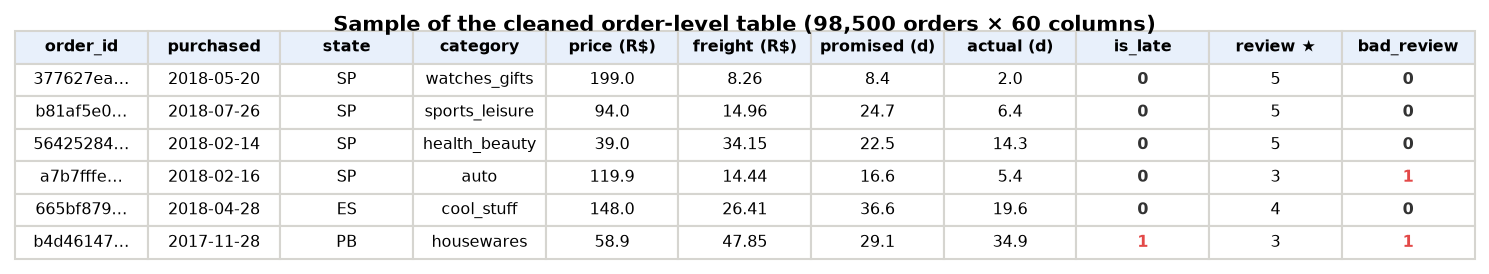 Sample of the cleaned order-level table (98,500 orders × 60 columns)
order_id purchased state category price (R$) freight (R$) promised (d) actual (d) is_late review ★ bad_review
377627ea... 2018-05-20 SP watches_gifts 199.0 8.26 8.4 2.0 0 5 0
b81af5e0... 2018-07-26 SP sports_leisure 94.0 14.96 24.7 6.4 0 5 0
56425284... 2018-02-14 SP health_beauty 39.0 34.15 22.5 14.3 0 5 0
a7b7fffe... 2018-02-16 SP auto 119.9 14.44 16.6 5.4 0 3 1
665bf879... 2018-04-28 ES cool_stuff 148.0 26.41 36.6 19.6 0 4 0
b4d46147... 2017-11-28 PB housewares 58.9 47.85 29.1 34.9 1 3 1